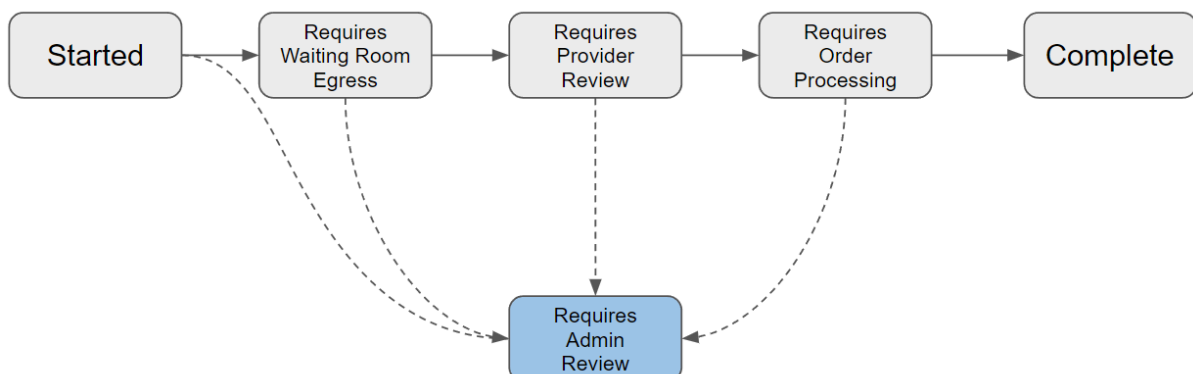 Started
Requires
Waiting Room
Egress
Requires
Provider
Review
Requires
Order
Processing
Complete
Requires
Admin
Review